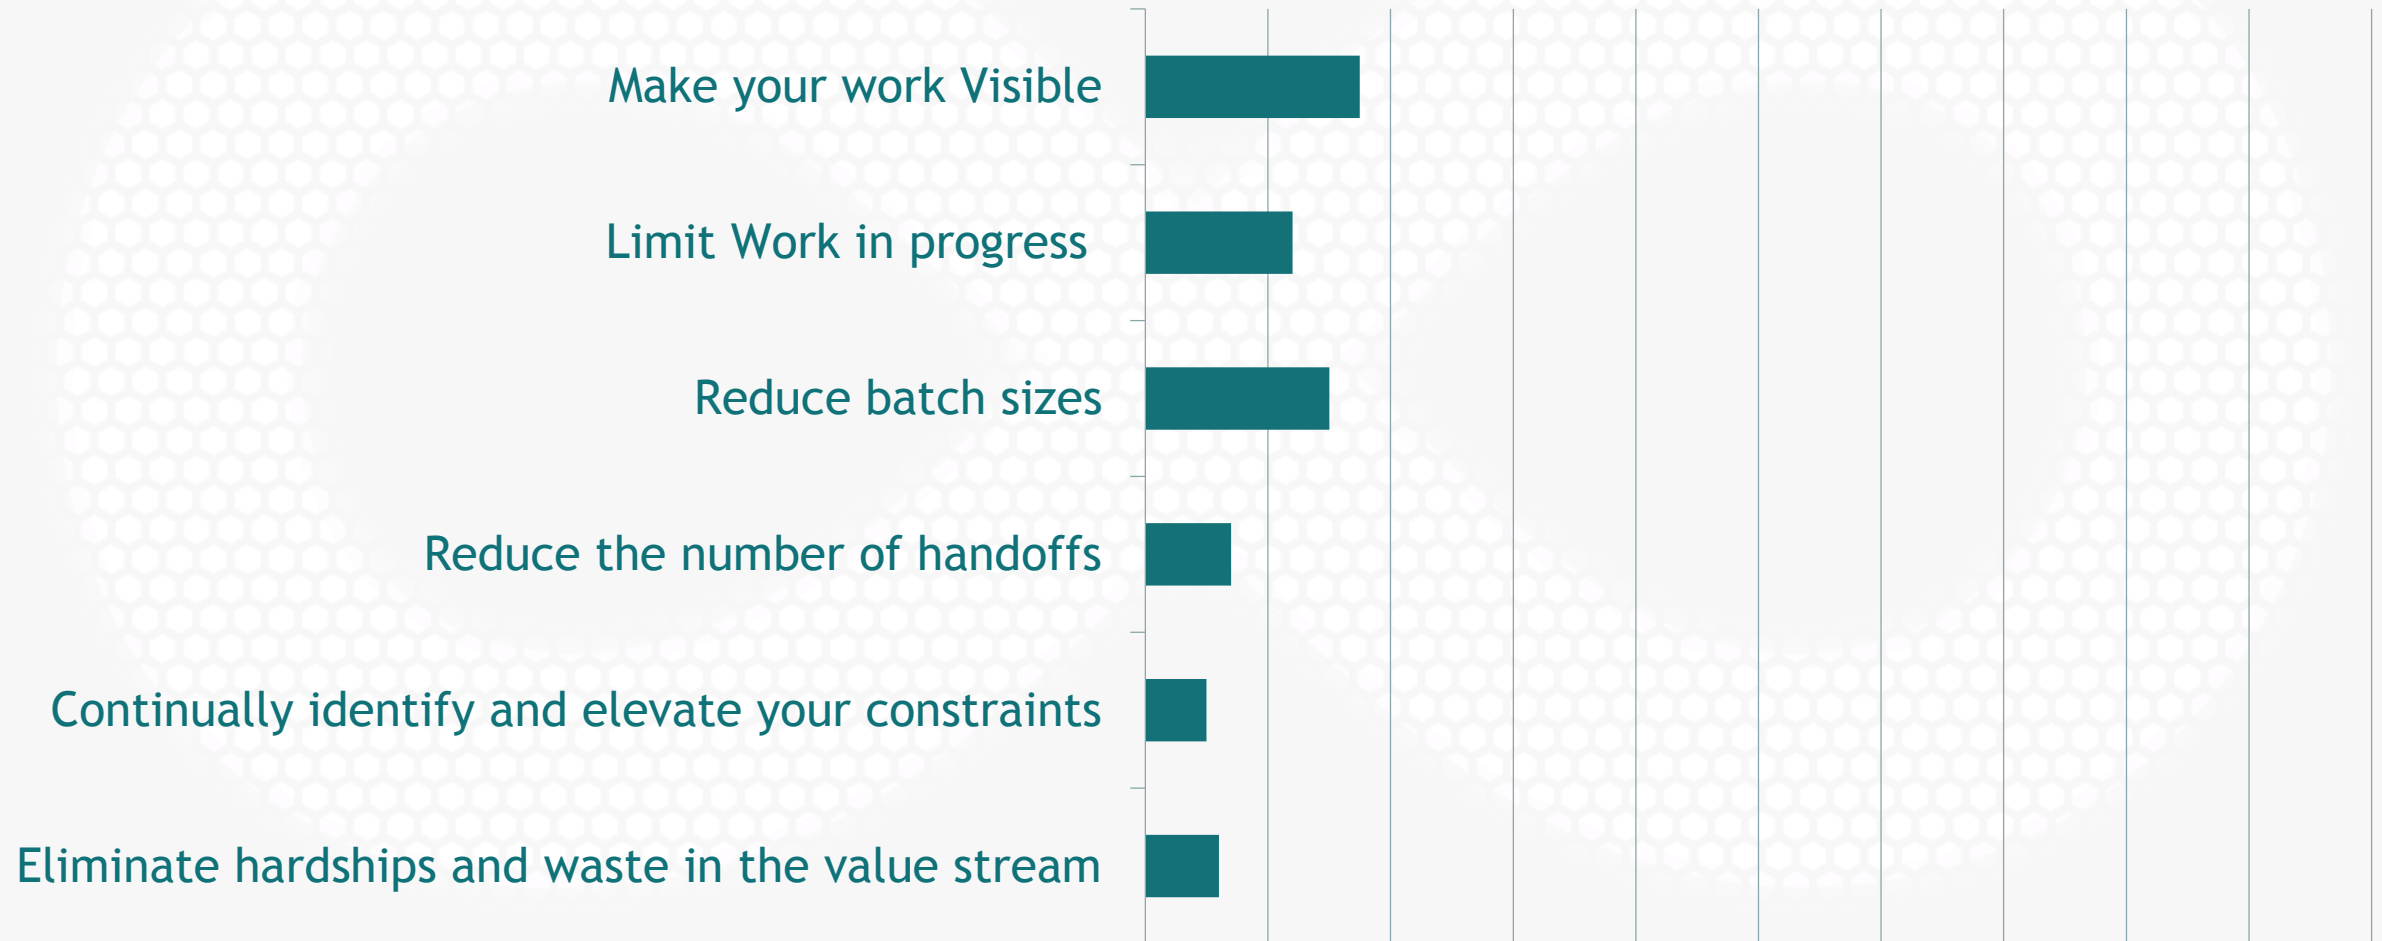 Make your work Visible
Limit Work in progress
Reduce batch sizes
Reduce the number of handoffs
Continually identify and elevate your constraints
Eliminate hardships and waste in the value stream